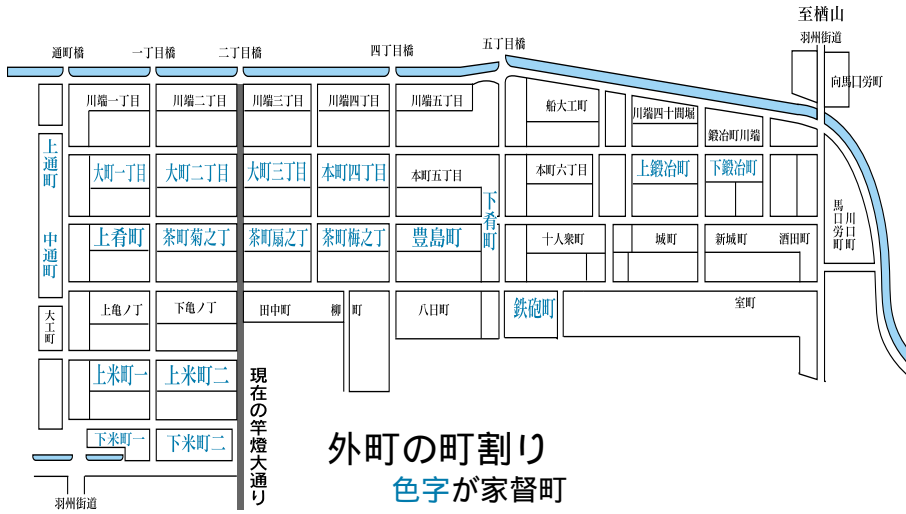 至楢山
羽州街道
通町橋
一丁目橋
二丁目橋
四丁目橋
五丁目橋
向馬口労町
川端一丁目
川端二丁目
川端三丁目
川端四丁目
川端五丁目
船大工町
川端四十間堀
鍛冶町川端
上通町
大町一丁目
大町二丁目
大町三丁目
本町四丁目
本町五丁目
下肴町
本町六丁目
上鍛冶町
下鍛冶町
中通町
上肴町
茶町菊之丁
茶町扇之丁
茶町梅之丁
豊島町
十人衆町
城町
新城町
酒田町
馬口労町
川口町
大工町
上亀ノ丁
下亀ノ丁
田中町
柳町
八日町
鉄砲町
室町
上米町一
上米町二
下米町一
下米町二
現在の竿燈大通り
羽州街道
外町の町割り
色字が家督町